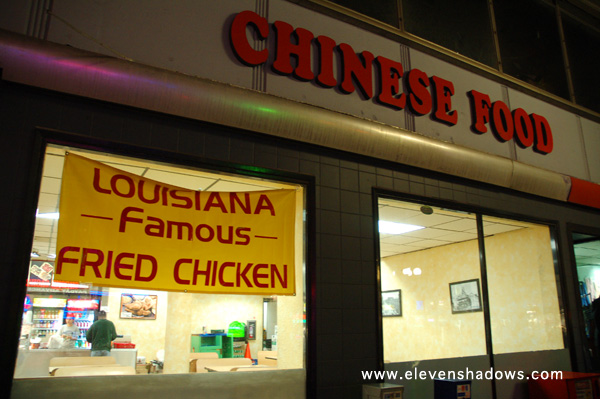 CHINESE FOOD
LOUISIANA
Famous
FRIED CHICKEN
www.elevenshadows.com